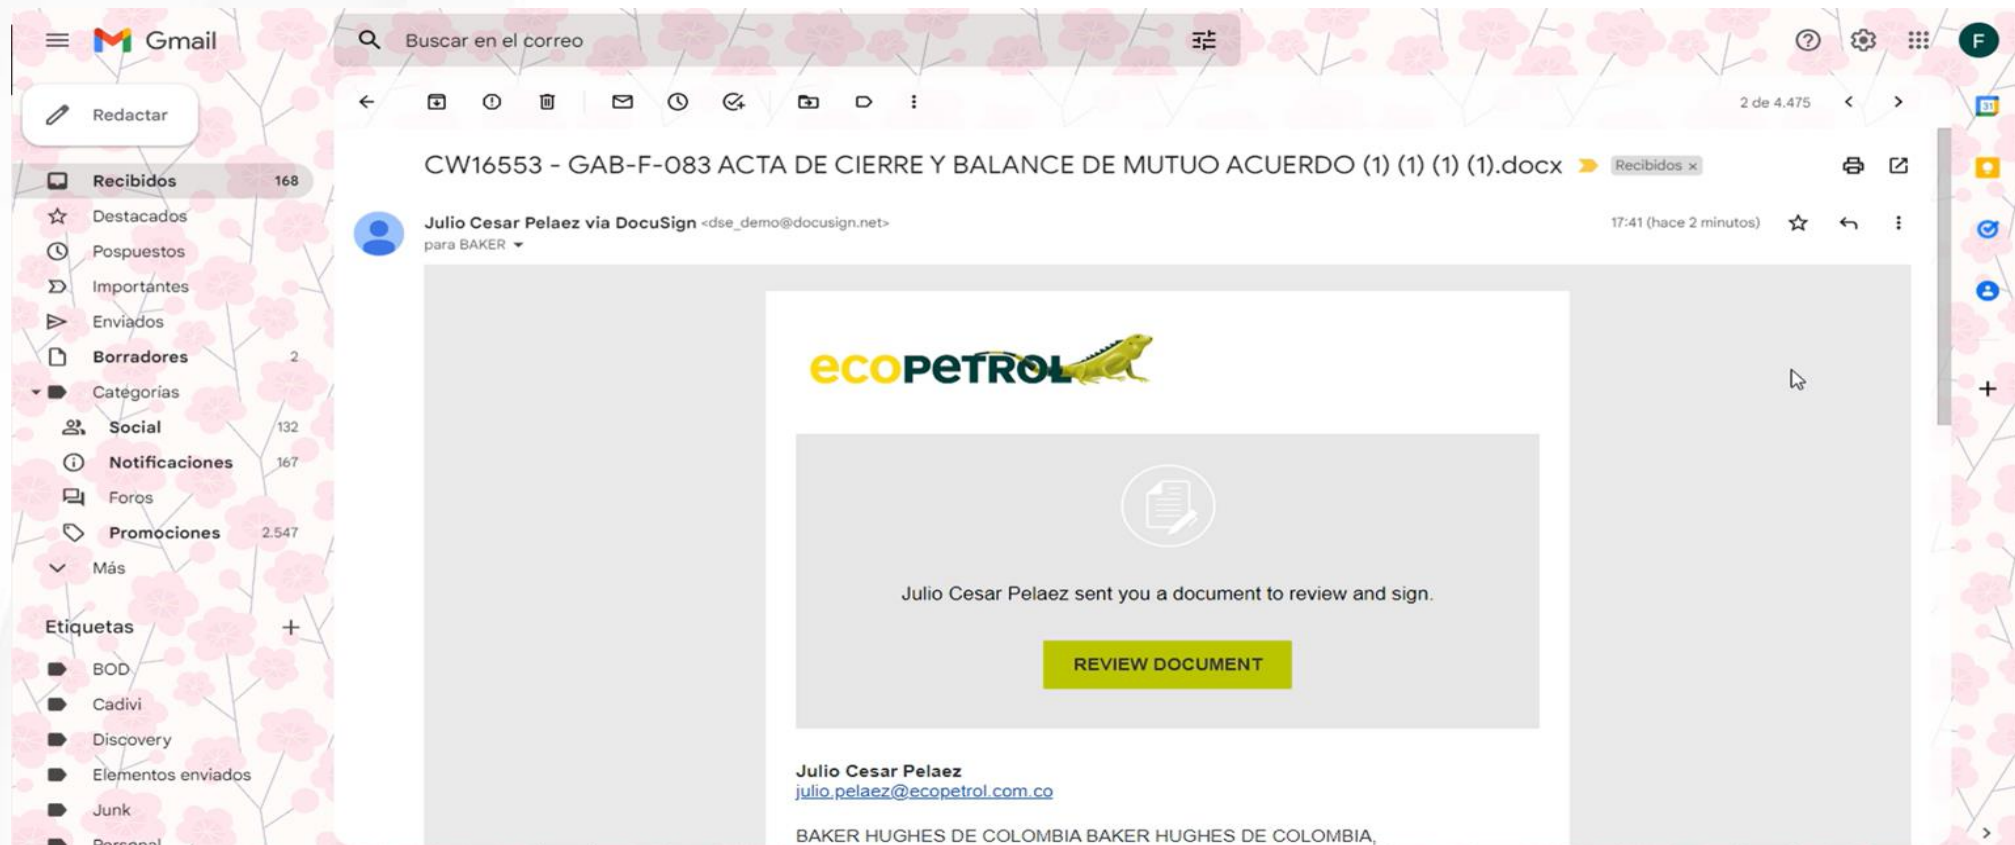 Gmail
Buscar en el correo
F
Redactar
2 de 4.475
31
CW16553 - GAB-F-083 ACTA DE CIERRE Y BALANCE DE MUTUO ACUERDO (1) (1) (1) (1).docx
Recibidos x
Recibidos 168
Destacados
Pospuestos
Importantes
Enviados
Borradores 2
Categorías
Social 132
Notificaciones 167
Foros
Promociones 2.547
Más
Etiquetas
BOD
Cadivi
Discovery
Elementos enviados
Junk
Personal
Julio Cesar Pelaez via DocuSign <dse_demo@docusign.net>
17:41 (hace 2 minutos)
para BAKER
ecopetrol
Julio Cesar Pelaez sent you a document to review and sign.
REVIEW DOCUMENT
Julio Cesar Pelaez
julio.pelaez@ecopetrol.com.co
BAKER HUGHES DE COLOMBIA BAKER HUGHES DE COLOMBIA,